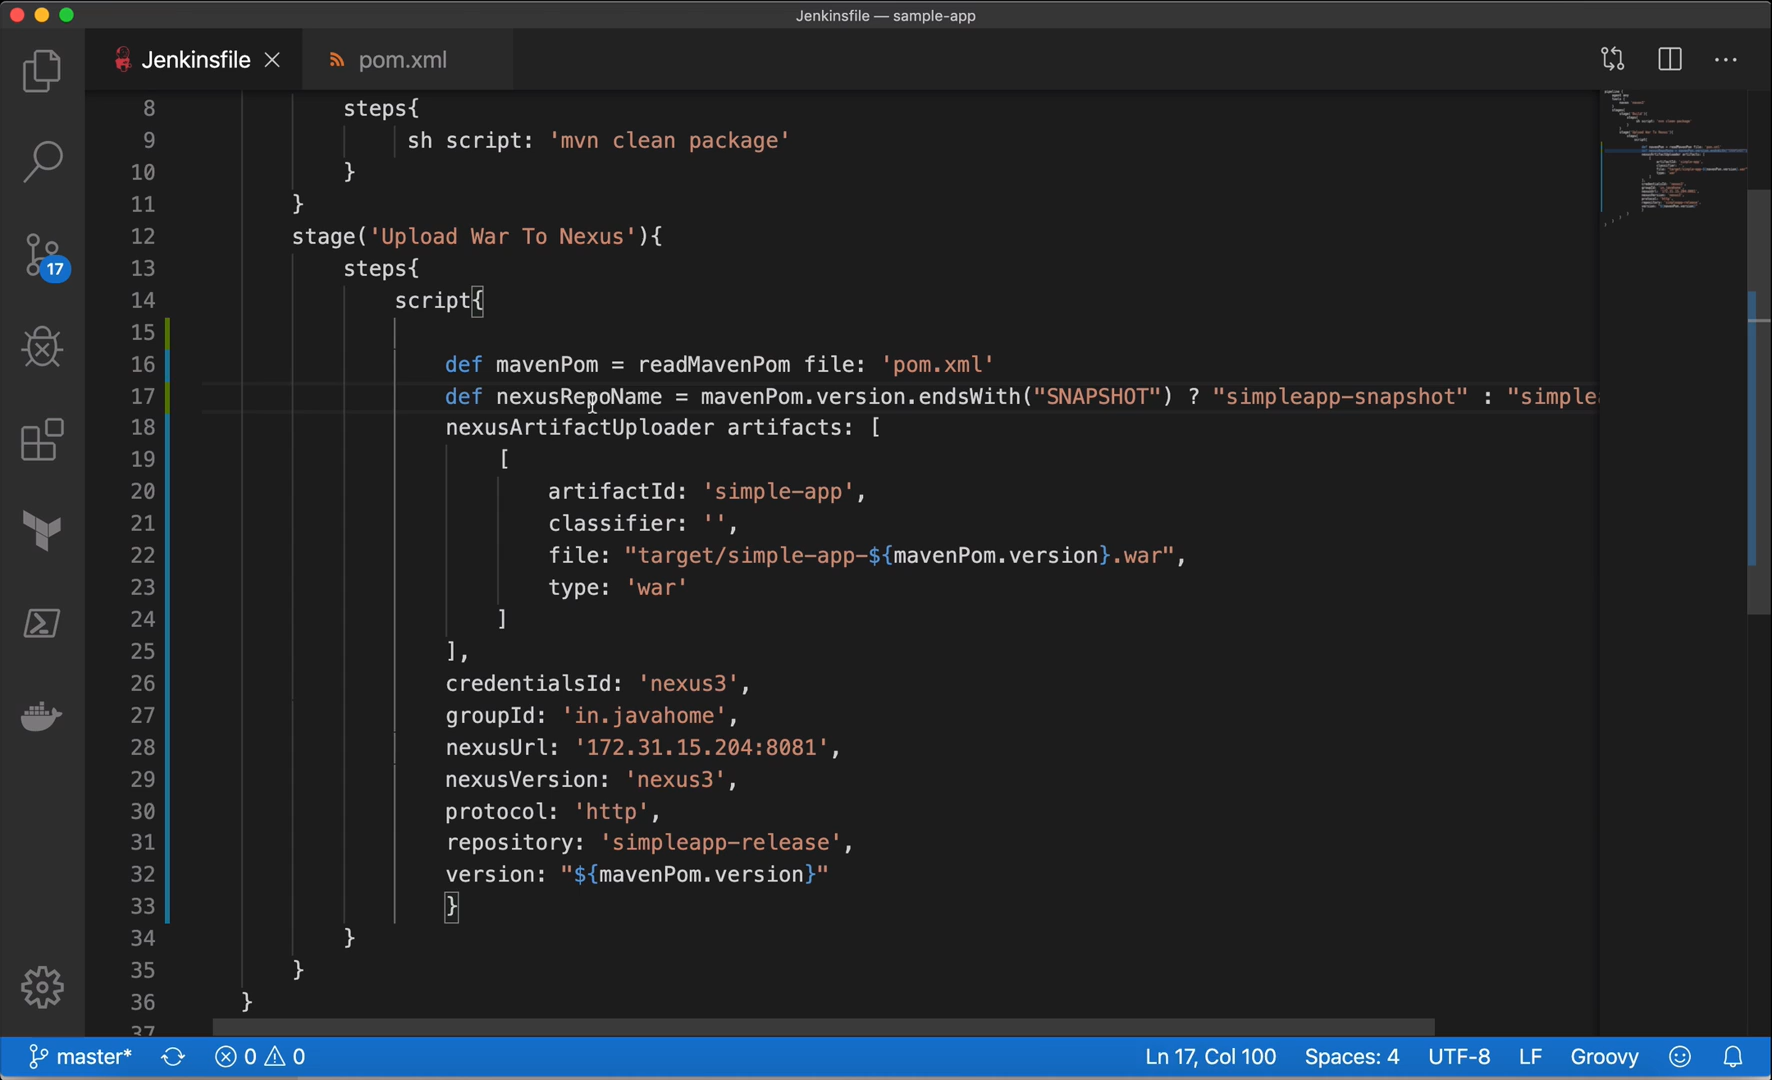 Jenkinsfile — sample-app
Jenkinsfile
pom.xml
8 steps{
9 sh script: 'mvn clean package'
10 }
11 }
12 stage('Upload War To Nexus'){
13 steps{
14 script{
15
16 def mavenPom = readMavenPom file: 'pom.xml'
17 def nexusRepoName = mavenPom.version.endsWith("SNAPSHOT") ? "simpleapp-snapshot" : "simplea
18 nexusArtifactUploader artifacts: [
19 [
20 artifactId: 'simple-app',
21 classifier: '',
22 file: "target/simple-app-${mavenPom.version}.war",
23 type: 'war'
24 ]
25 ],
26 credentialsId: 'nexus3',
27 groupId: 'in.javahome',
28 nexusUrl: '172.31.15.204:8081',
29 nexusVersion: 'nexus3',
30 protocol: 'http',
31 repository: 'simpleapp-release',
32 version: "${mavenPom.version}"
33 }
34 }
35 }
36 }
37
17
master* 0 0 Ln 17, Col 100 Spaces: 4 UTF-8 LF Groovy